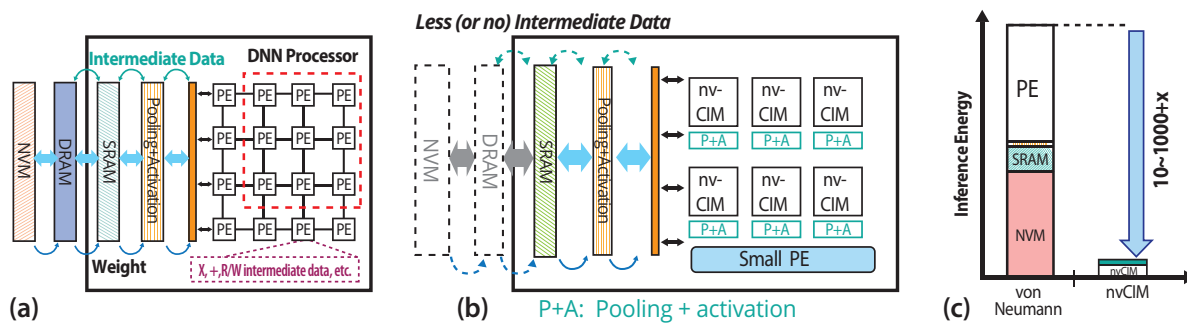 (a)
Intermediate Data
DNN Processor
NVM
DRAM
SRAM
Pooling-Activation
PE PE PE PE
PE PE PE PE
PE PE PE PE
PE PE PE PE
Weight
X, +,R/W intermediate data, etc.
(b)
Less (or no) Intermediate Data
NVM
DRAM
SRAM
Pooling-Activation
nv-
CIM
nv-
CIM
nv-
CIM
P+A P+A P+A
nv-
CIM
nv-
CIM
nv-
CIM
P+A P+A P+A
Small PE
P+A: Pooling + activation
(c)
Inference Energy
PE
SRAM
NVM
10~1000+x
nvCIM
von
Neumann
nvCIM